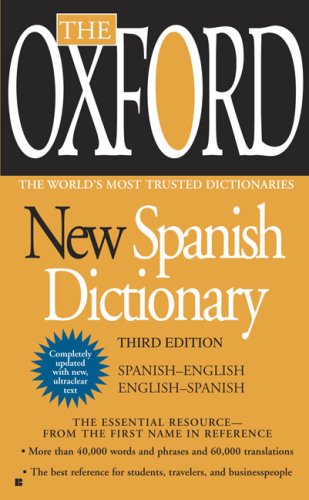 THE
OXFORD
THE WORLD'S MOST TRUSTED DICTIONARIES
New Spanish
Dictionary
THIRD EDITION
Completely
updated
with new,
ultraclear
text
SPANISH–ENGLISH
ENGLISH–SPANISH
THE ESSENTIAL RESOURCE—
FROM THE FIRST NAME IN REFERENCE
• More than 40,000 words and phrases and 60,000 translations
• The best reference for students, travelers, and businesspeople